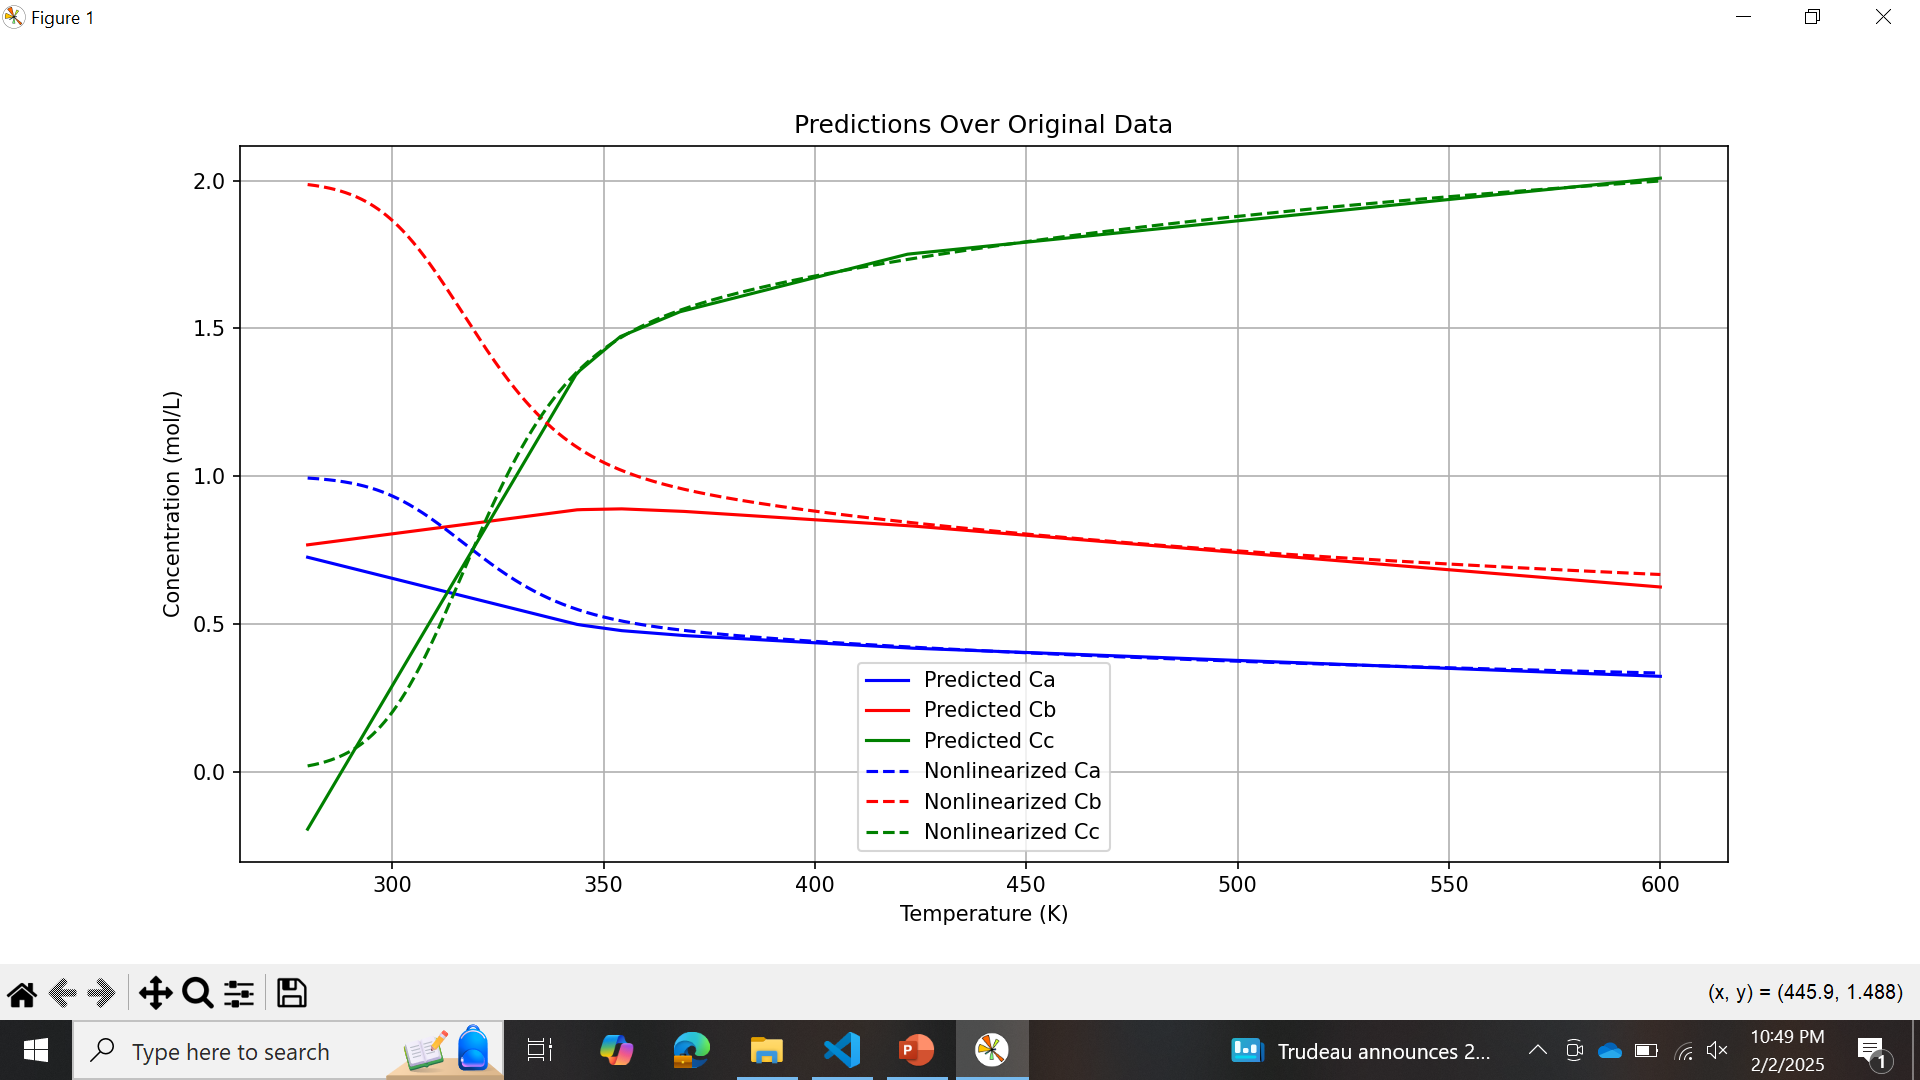 Figure 1
Predictions Over Original Data
Concentration (mol/L)
2.0
1.5
1.0
0.5
0.0
Predicted Ca
Predicted Cb
Predicted Cc
Nonlinearized Ca
Nonlinearized Cb
Nonlinearized Cc
300 350 400 450 500 550 600
Temperature (K)
(x, y) = (445.9, 1.488)
Type here to search
P
Trudeau announces 2...
10:49 PM
2/2/2025
1